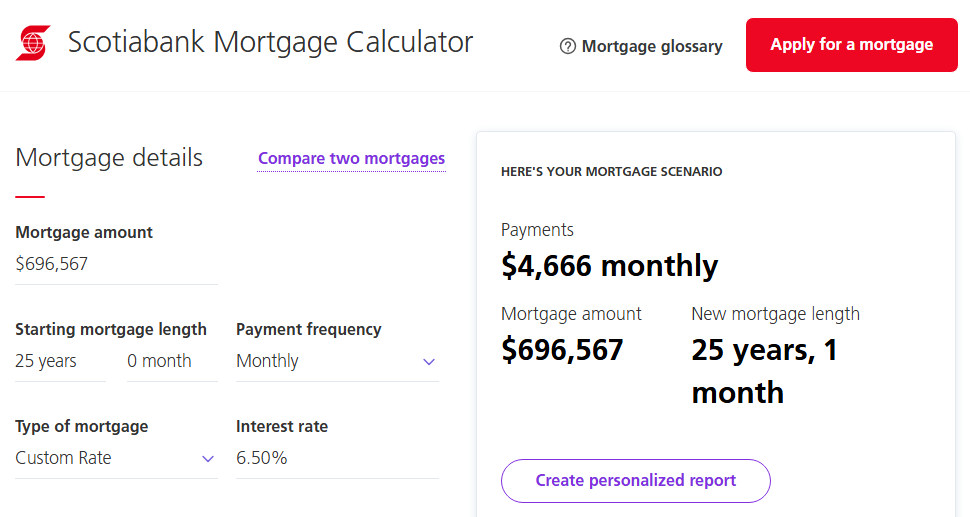 Scotiabank Mortgage Calculator
Mortgage glossary
Apply for a mortgage
Mortgage details
Compare two mortgages
Mortgage amount
$696,567
Starting mortgage length
Payment frequency
25 years
0 month
Monthly
Type of mortgage
Interest rate
Custom Rate
6.50%
HERE'S YOUR MORTGAGE SCENARIO
Payments
$4,666 monthly
Mortgage amount
New mortgage length
$696,567
25 years, 1
month
Create personalized report